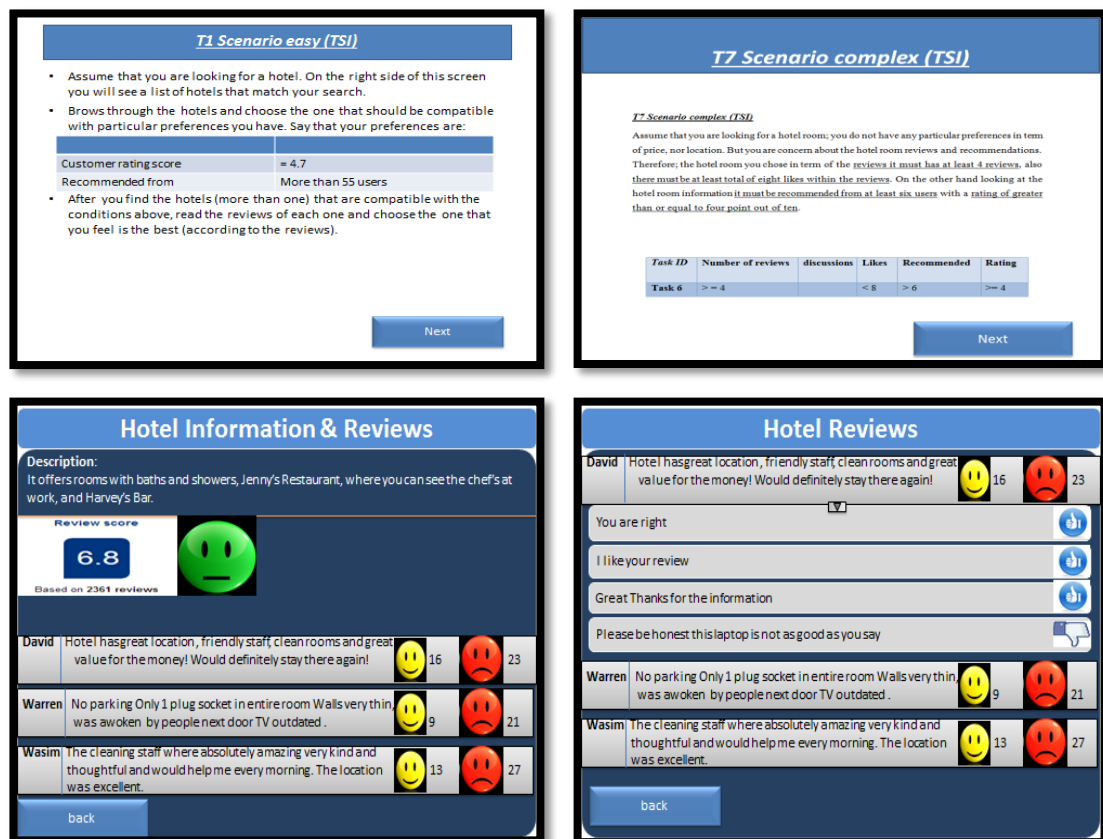 T1 Scenario easy (TSI)
• Assume that you are looking for a hotel. On the right side of this screen
you will see a list of hotels that match your search.
• Brows through the hotels and choose the one that should be compatible
with particular preferences you have. Say that your preferences are:
Customer rating score = 4.7
Recommended from More than 55 users
• After you find the hotels (more than one) that are compatible with the
conditions above, read the reviews of each one and choose the one that
you feel is the best (according to the reviews).
Next
T7 Scenario complex (TSI)
T7 Scenario complex (TSI)
Assume that you are looking for a hotel room; you do not have any particular preferences in term
of price, nor location. But you are concern about the hotel room reviews and recommendations.
Therefore; the hotel room you chose in term of the reviews it must has at least 4 reviews, also
there must be at least total of eight likes within the reviews. On the other hand looking at the
hotel room information it must be recommended from at least six users with a rating of greater
than or equal to four point out of ten.
Task ID Number of reviews discussions Likes Recommended Rating
Task 6 > = 4 < 8 > 6 >= 4
Next
Hotel Information & Reviews
Description:
It offers rooms with baths and showers, Jenny's Restaurant, where you can see the chef's at
work, and Harvey's Bar.
Review score
6.8
Based on 2361 reviews
David Hotel has great location, friendly staff, clean rooms and great
value for the money! Would definitely stay there again! 16 23
Warren No parking Only 1 plug socket in entire room Walls very thin,
was awoken by people next door TV outdated . 9 21
Wasim The cleaning staff where absolutely amazing very kind and
thoughtful and would help me every morning. The location 13 27
was excellent.
back
Hotel Reviews
David Hotel has great location, friendly staff, clean rooms and great
value for the money! Would definitely stay there again! 16 23
You are right
I like your review
Great Thanks for the information
Please be honest this laptop is not as good as you say
Warren No parking Only 1 plug socket in entire room Walls very thin,
was awoken by people next door TV outdated . 9 21
Wasim The cleaning staff where absolutely amazing very kind and
thoughtful and would help me every morning. The location 13 27
was excellent.
back